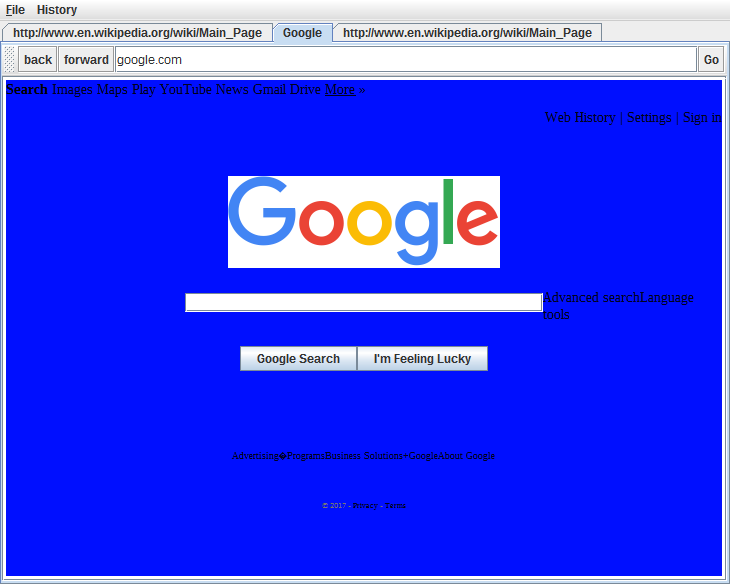 File History
http://www.en.wikipedia.org/wiki/Main_Page Google http://www.en.wikipedia.org/wiki/Main_Page
back forward google.com Go
Search Images Maps Play YouTube News Gmail Drive More »
Web History | Settings | Sign in
Google
Advanced searchLanguage
tools
Google Search I'm Feeling Lucky
Advertising�ProgramsBusiness Solutions+GoogleAbout Google
© 2017 - Privacy - Terms